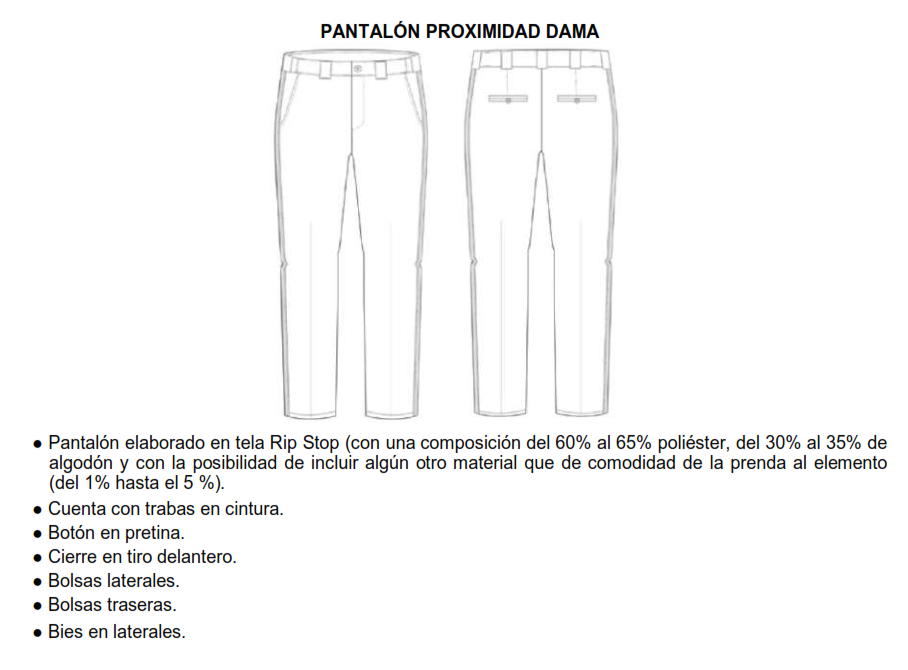 PANTALÓN PROXIMIDAD DAMA
● Pantalón elaborado en tela Rip Stop (con una composición del 60% al 65% poliéster, del 30% al 35% de
algodón y con la posibilidad de incluir algún otro material que de comodidad de la prenda al elemento
(del 1% hasta el 5 %).
● Cuenta con trabas en cintura.
● Botón en pretina.
● Cierre en tiro delantero.
● Bolsas laterales.
● Bolsas traseras.
● Bies en laterales.